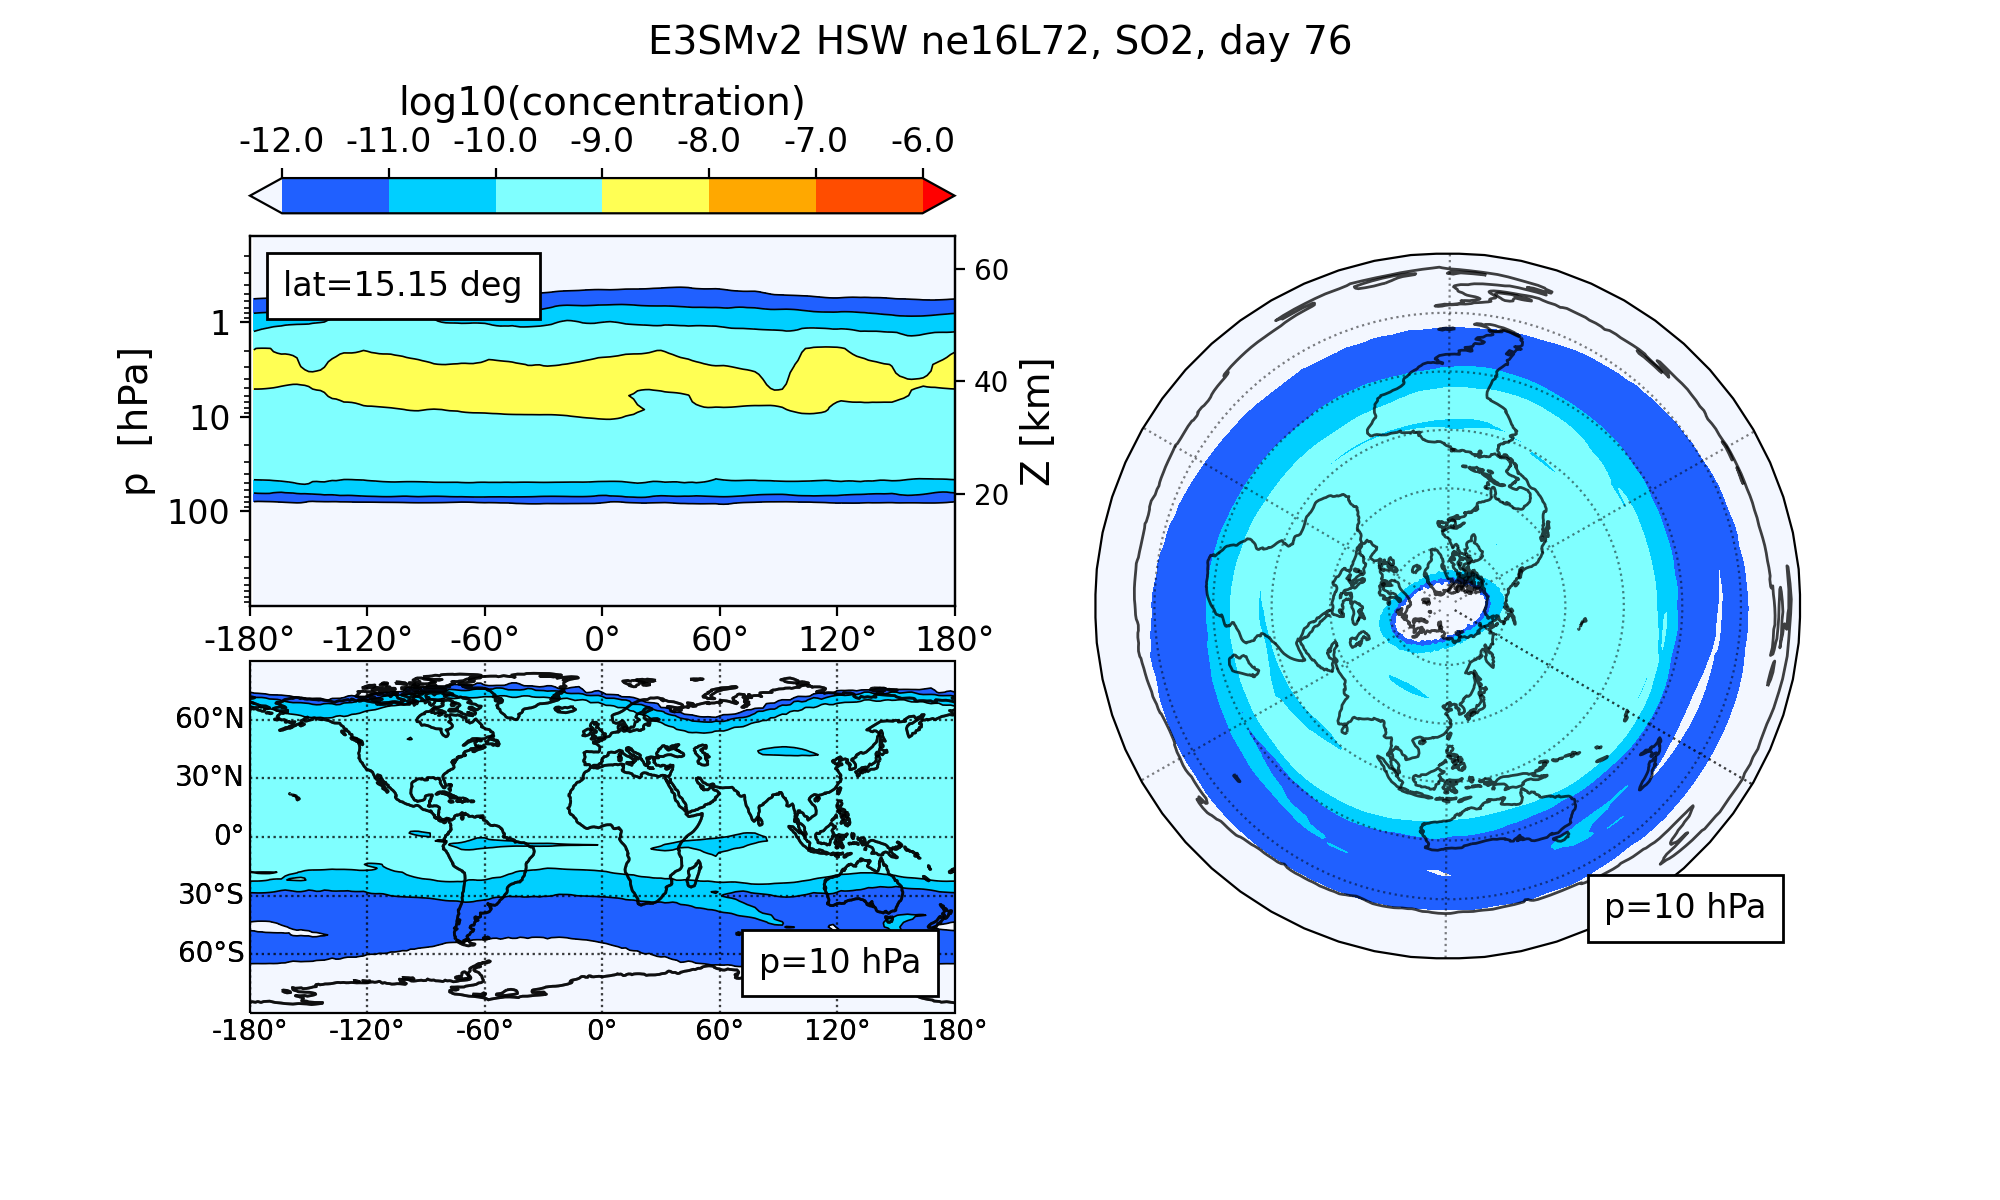 E3SMv2 HSW ne16L72, SO2, day 76
log10(concentration)
-12.0 -11.0 -10.0 -9.0 -8.0 -7.0 -6.0
lat=15.15 deg
p [hPa]
1
10
100
60
40
20
Z [km]
-180° -120° -60° 0° 60° 120° 180°
60°N
30°N
0°
30°S
60°S
p=10 hPa
-180° -120° -60° 0° 60° 120° 180°
p=10 hPa